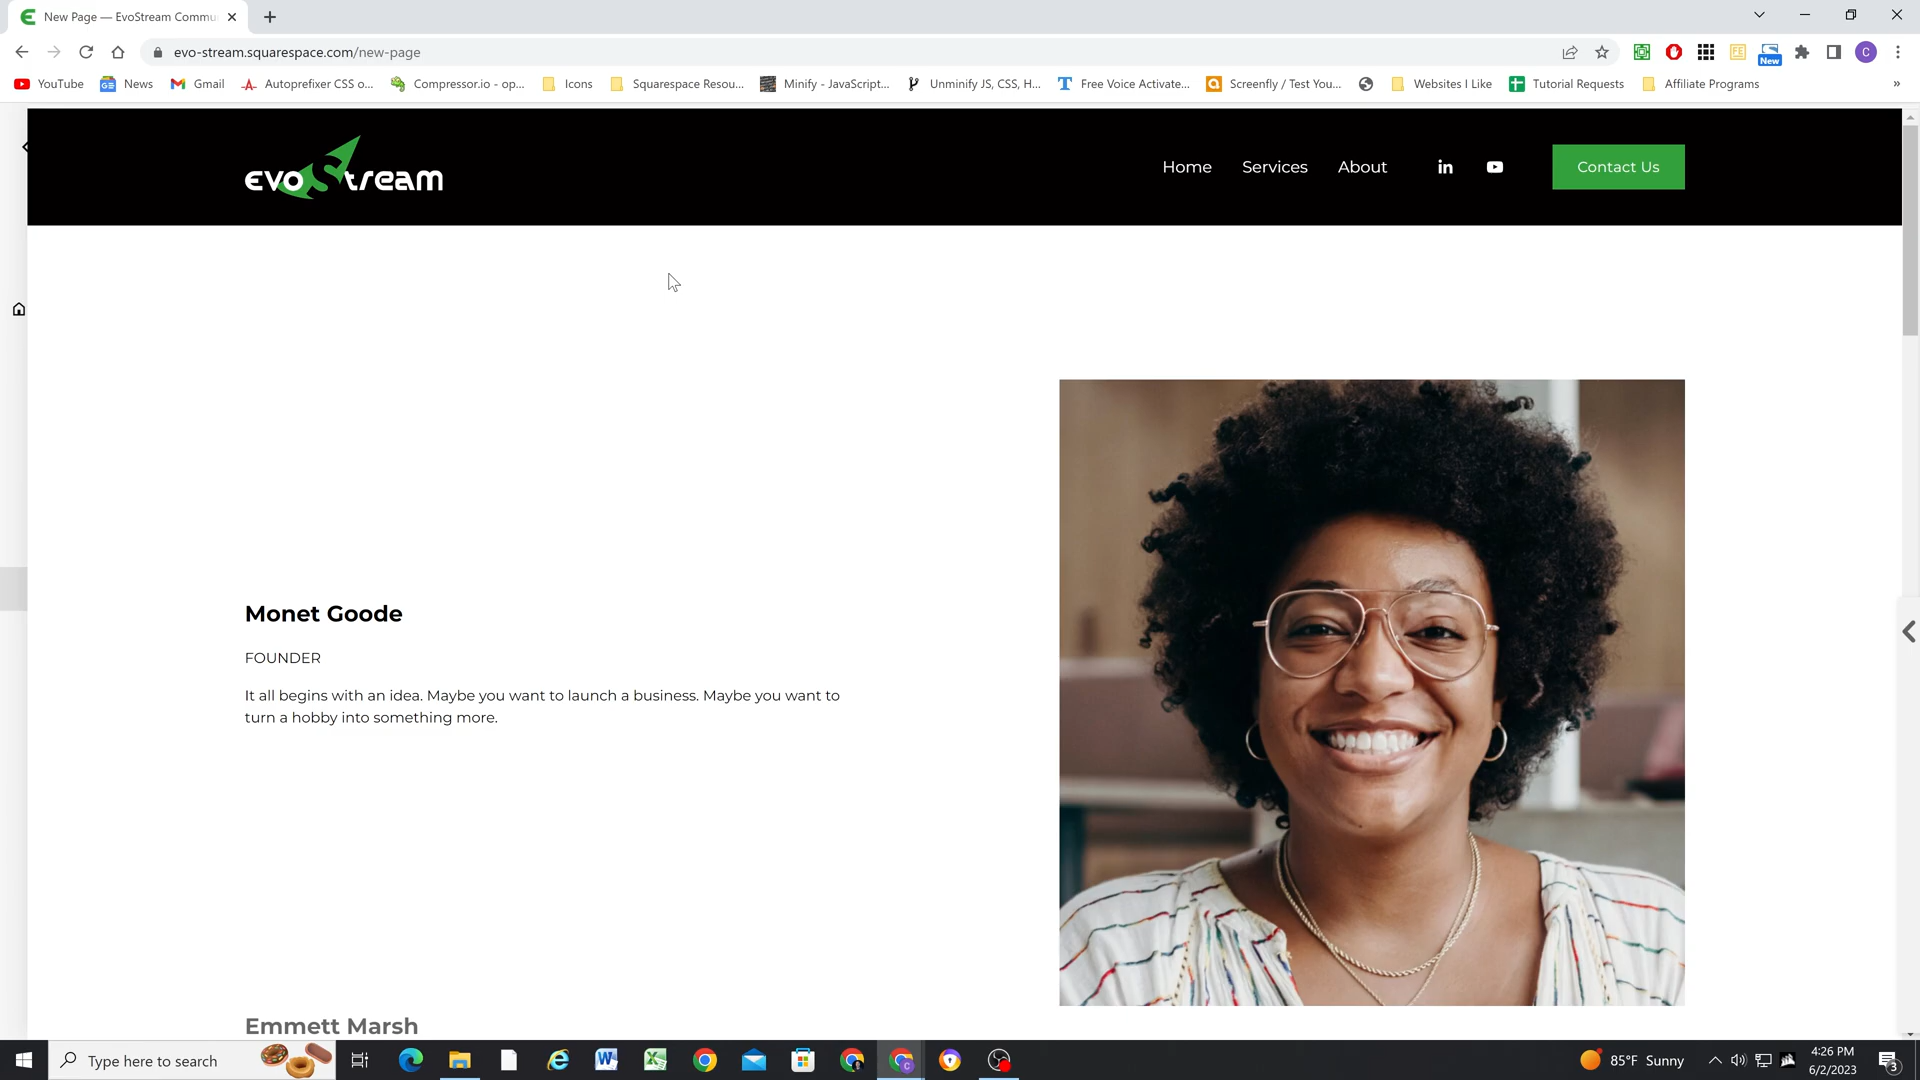 New Page — EvoStream Commu
evo-stream.squarespace.com/new-page
New
YouTube
News
Gmail
Autoprefixer CSS o...
Compressor.io - op...
Icons
Squarespace Resou...
Minify - JavaScript...
Unminify JS, CSS, H...
Free Voice Activate...
Screenfly / Test You...
Websites I Like
Tutorial Requests
Affiliate Programs
»
evoStream
Home
Services
About
Contact Us
Monet Goode
FOUNDER
It all begins with an idea. Maybe you want to launch a business. Maybe you want to
turn a hobby into something more.
Emmett Marsh
Type here to search
85°F Sunny
4:26 PM
6/2/2023
3